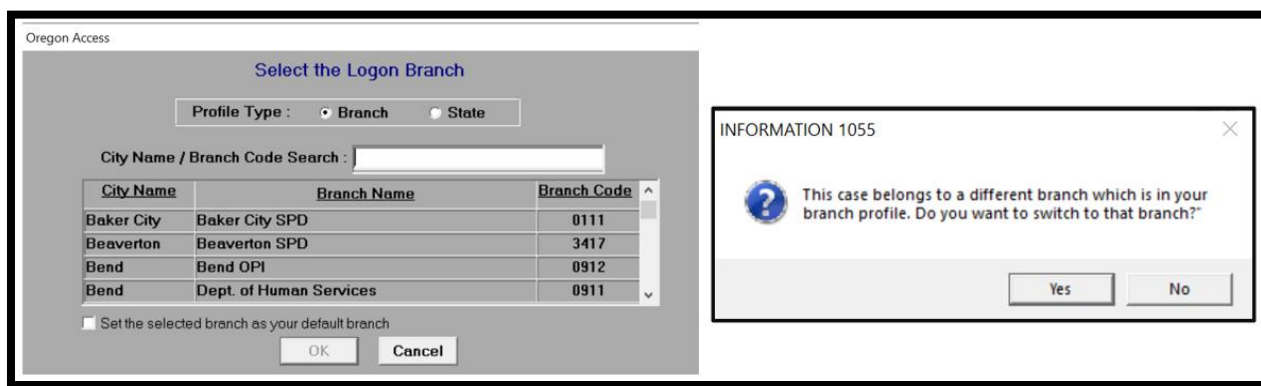 Oregon Access
Select the Logon Branch
Profile Type : Branch State
City Name / Branch Code Search :
City Name Branch Name Branch Code
Baker City Baker City SPD 0111
Beaverton Beaverton SPD 3417
Bend Bend OPI 0912
Bend Dept. of Human Services 0911
Set the selected branch as your default branch
OK Cancel
INFORMATION 1055
This case belongs to a different branch which is in your
branch profile. Do you want to switch to that branch?"
Yes No